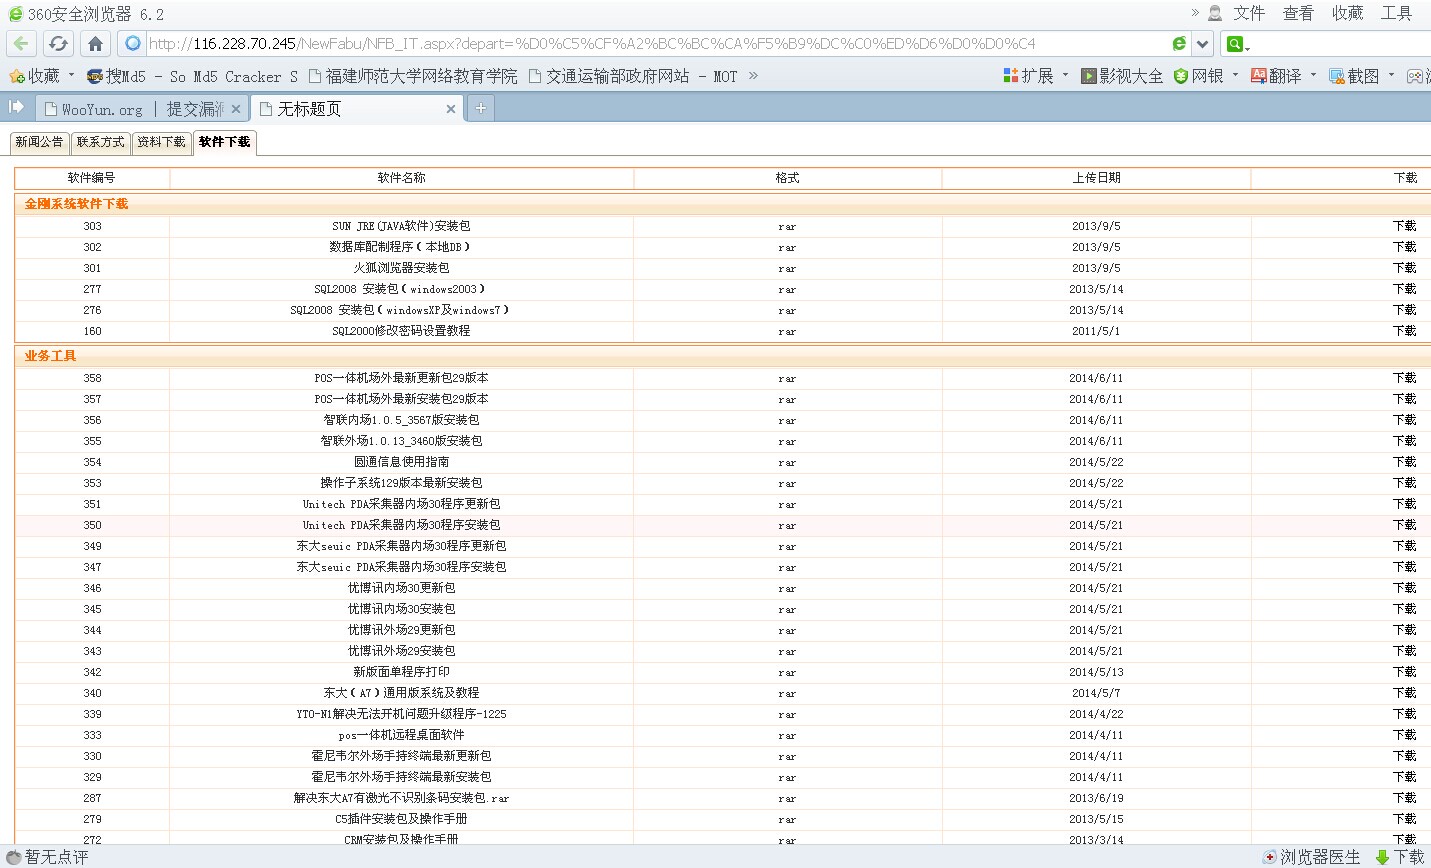 360安全浏览器 6.2 » 文件 查看 收藏 工具
http://116.228.70.245/NewFabu/NFB_IT.aspx?depart=%D0%C5%CF%A2%BC%BC%CA%F5%B9%DC%C0%ED%D6%D0%D0%C4
收藏 搜Md5 - So Md5 Cracker S 福建师范大学网络教育学院 交通运输部政府网站 - MOT » 扩展 影视大全 网银 翻译 截图
WooYun.org | 提交漏洞 × 无标题页 × +
新闻公告 联系方式 资料下载 软件下载
软件编号 软件名称 格式 上传日期 下载
金刚系统软件下载
303 SUN JRE(JAVA软件)安装包 rar 2013/9/5 下载
302 数据库配制程序(本地DB) rar 2013/9/5 下载
301 火狐浏览器安装包 rar 2013/9/5 下载
277 SQL2008 安装包(windows2003) rar 2013/5/14 下载
276 SQL2008 安装包(windowsXP及windows7) rar 2013/5/14 下载
160 SQL2000修改密码设置教程 rar 2011/5/1 下载
业务工具
358 POS一体机场外最新更新包29版本 rar 2014/6/11 下载
357 POS一体机场外最新安装包29版本 rar 2014/6/11 下载
356 智联内场1.0.5_3567版安装包 rar 2014/6/11 下载
355 智联外场1.0.13_3460版安装包 rar 2014/6/11 下载
354 圆通信息使用指南 rar 2014/5/22 下载
353 操作子系统129版本最新安装包 rar 2014/5/22 下载
351 Unitech PDA采集器内场30程序更新包 rar 2014/5/21 下载
350 Unitech PDA采集器内场30程序安装包 rar 2014/5/21 下载
349 东大seuic PDA采集器内场30程序更新包 rar 2014/5/21 下载
347 东大seuic PDA采集器内场30程序安装包 rar 2014/5/21 下载
346 优博讯内场30更新包 rar 2014/5/21 下载
345 优博讯内场30安装包 rar 2014/5/21 下载
344 优博讯外场29更新包 rar 2014/5/21 下载
343 优博讯外场29安装包 rar 2014/5/21 下载
342 新版面单程序打印 rar 2014/5/13 下载
340 东大(A7)通用版系统及教程 rar 2014/5/7 下载
339 YTO-N1解决无法开机问题升级程序-1225 rar 2014/4/22 下载
333 pos一体机远程桌面软件 rar 2014/4/11 下载
330 霍尼韦尔外场手持终端最新更新包 rar 2014/4/11 下载
329 霍尼韦尔外场手持终端最新安装包 rar 2014/4/11 下载
287 解决东大A7有激光不识别条码安装包.rar rar 2013/6/19 下载
279 C5插件安装包及操作手册 rar 2013/5/15 下载
272 CRM安装包及操作手册 rar 2013/3/14 下载
暂无点评 浏览器医生 下载